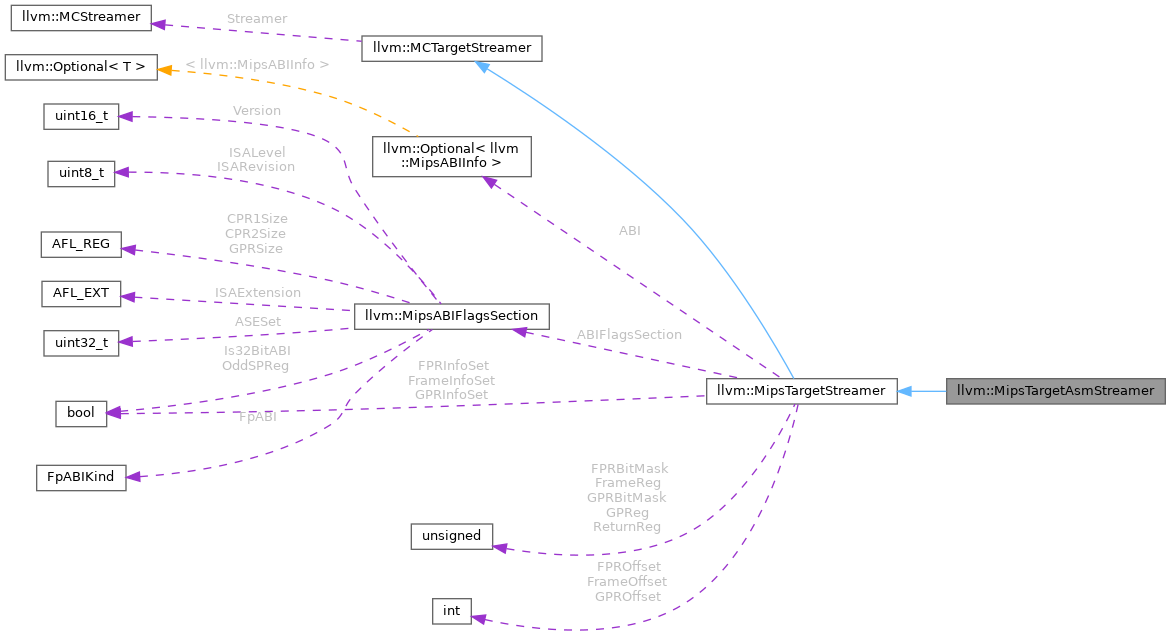 llvm::MCStreamer
Streamer
llvm::MCTargetStreamer
llvm::Optional< T >
< llvm::MipsABIInfo >
uint16_t
Version
llvm::Optional< llvm
::MipsABIInfo >
uint8_t
ISALevel
ISARevision
ABI
AFL_REG
CPR1Size
CPR2Size
GPRSize
AFL_EXT
ISAExtension
llvm::MipsABIFlagsSection
uint32_t
ASESet
ABIFlagsSection
Is32BitABI
OddSPReg
FPRInfoSet
FrameInfoSet
GPRInfoSet
llvm::MipsTargetStreamer
llvm::MipsTargetAsmStreamer
bool
FpABI
FpABIKind
FPRBitMask
FrameReg
GPRBitMask
GPReg
ReturnReg
unsigned
FPROffset
FrameOffset
GPROffset
int